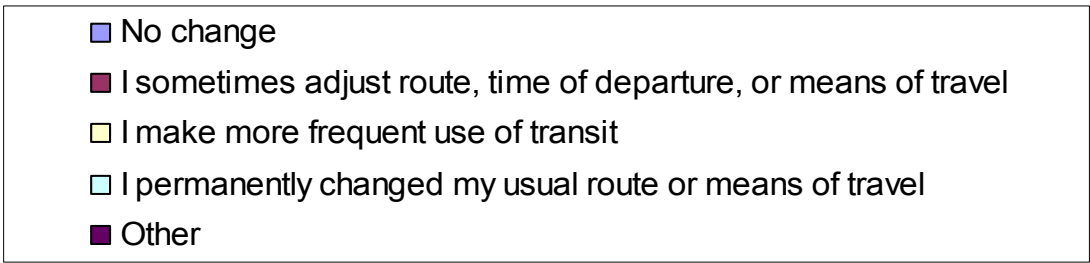 No change
I sometimes adjust route, time of departure, or means of travel
I make more frequent use of transit
I permanently changed my usual route or means of travel
Other